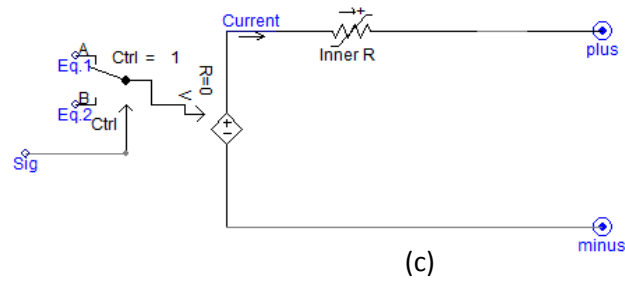 Current
A
Ctrl = 1
Eq.1
R=0
V
Inner R
plus
B
Eq.2
Ctrl
+
-
Sig
minus
(c)